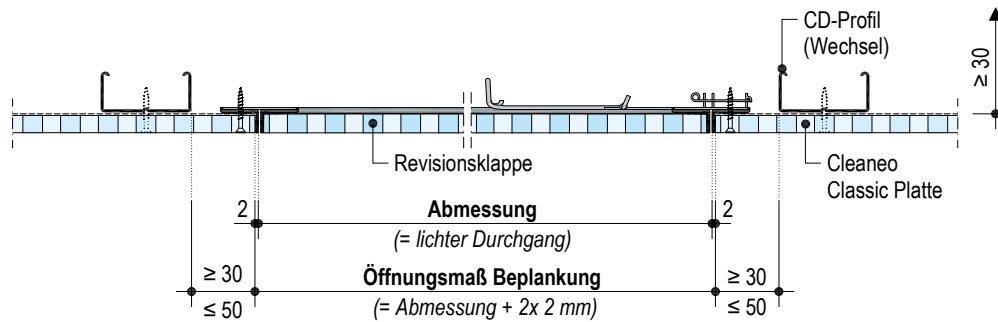 CD-Profil
(Wechsel)
≥ 30
Revisionsklappe
Cleaneo
Classic Platte
2
Abmessung
2
(= lichter Durchgang)
≥ 30
Öffnungsmaß Beplankung
≥ 30
≤ 50
(= Abmessung + 2x 2 mm)
≤ 50